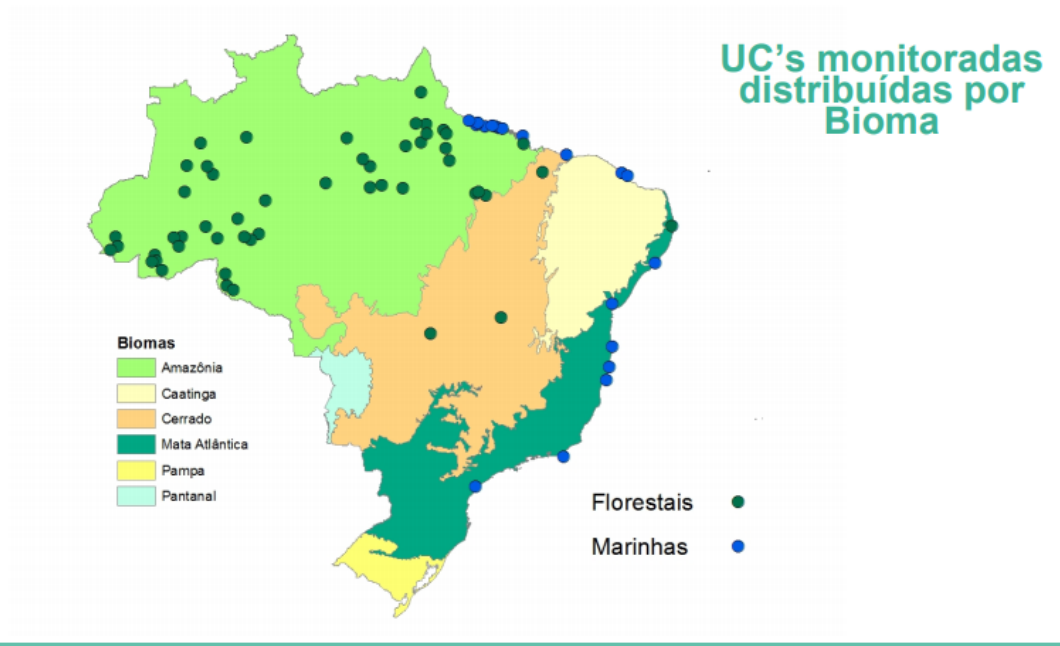 UC's monitoradas
distribuídas por
Bioma
Biomas
Amazônia
Caatinga
Cerrado
Mata Atlântica
Pampa
Pantanal
Florestais
Marinhas